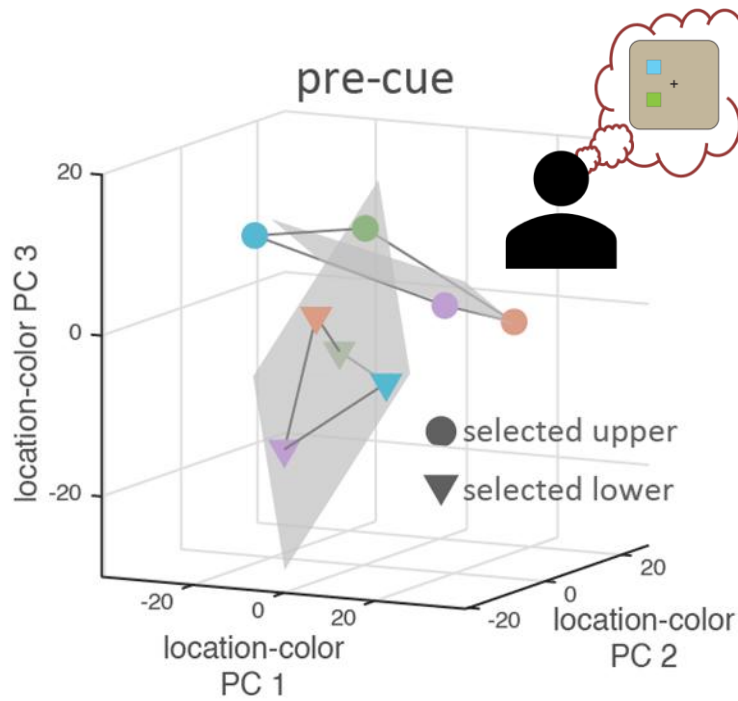 pre-cue
+
20
0
-20
location-color PC 3
selected upper
selected lower
-20
0
20
location-color
PC 1
-20
0
20
location-color
PC 2